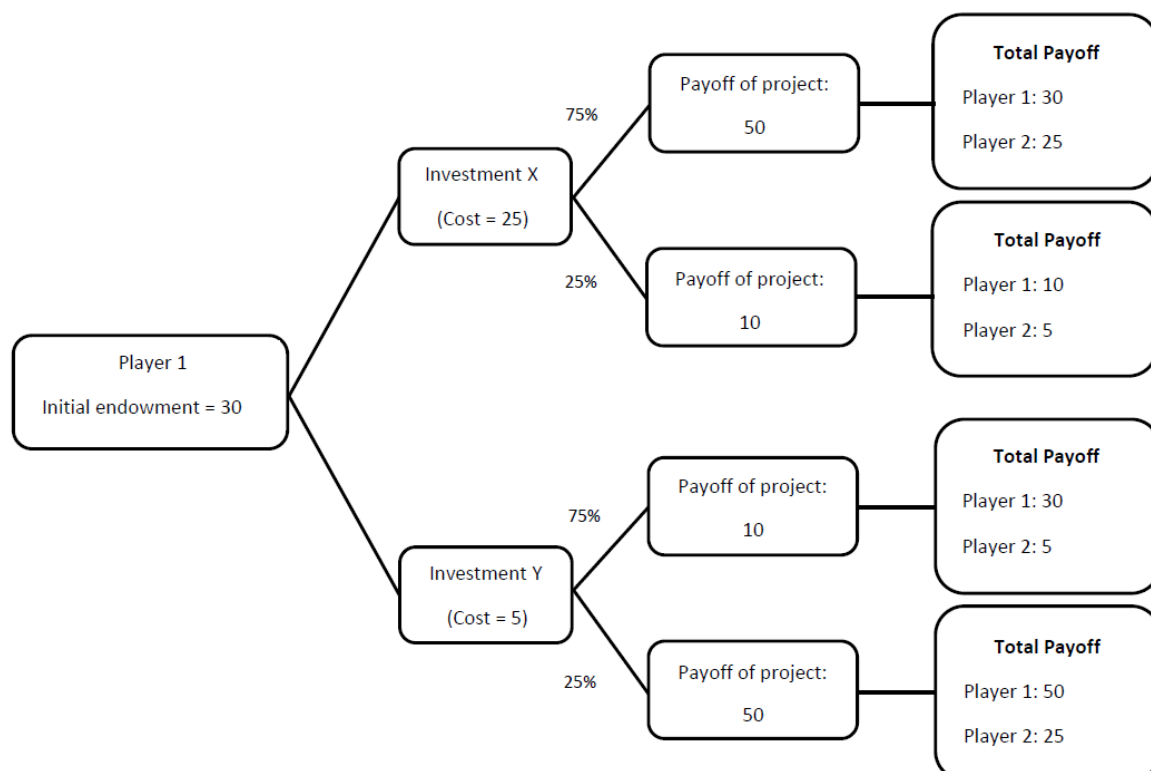 Player 1
Initial endowment = 30
Investment X
(Cost = 25)
75%
Payoff of project:
50
Total Payoff
Player 1: 30
Player 2: 25
25%
Payoff of project:
10
Total Payoff
Player 1: 10
Player 2: 5
Investment Y
(Cost = 5)
75%
Payoff of project:
10
Total Payoff
Player 1: 30
Player 2: 5
25%
Payoff of project:
50
Total Payoff
Player 1: 50
Player 2: 25